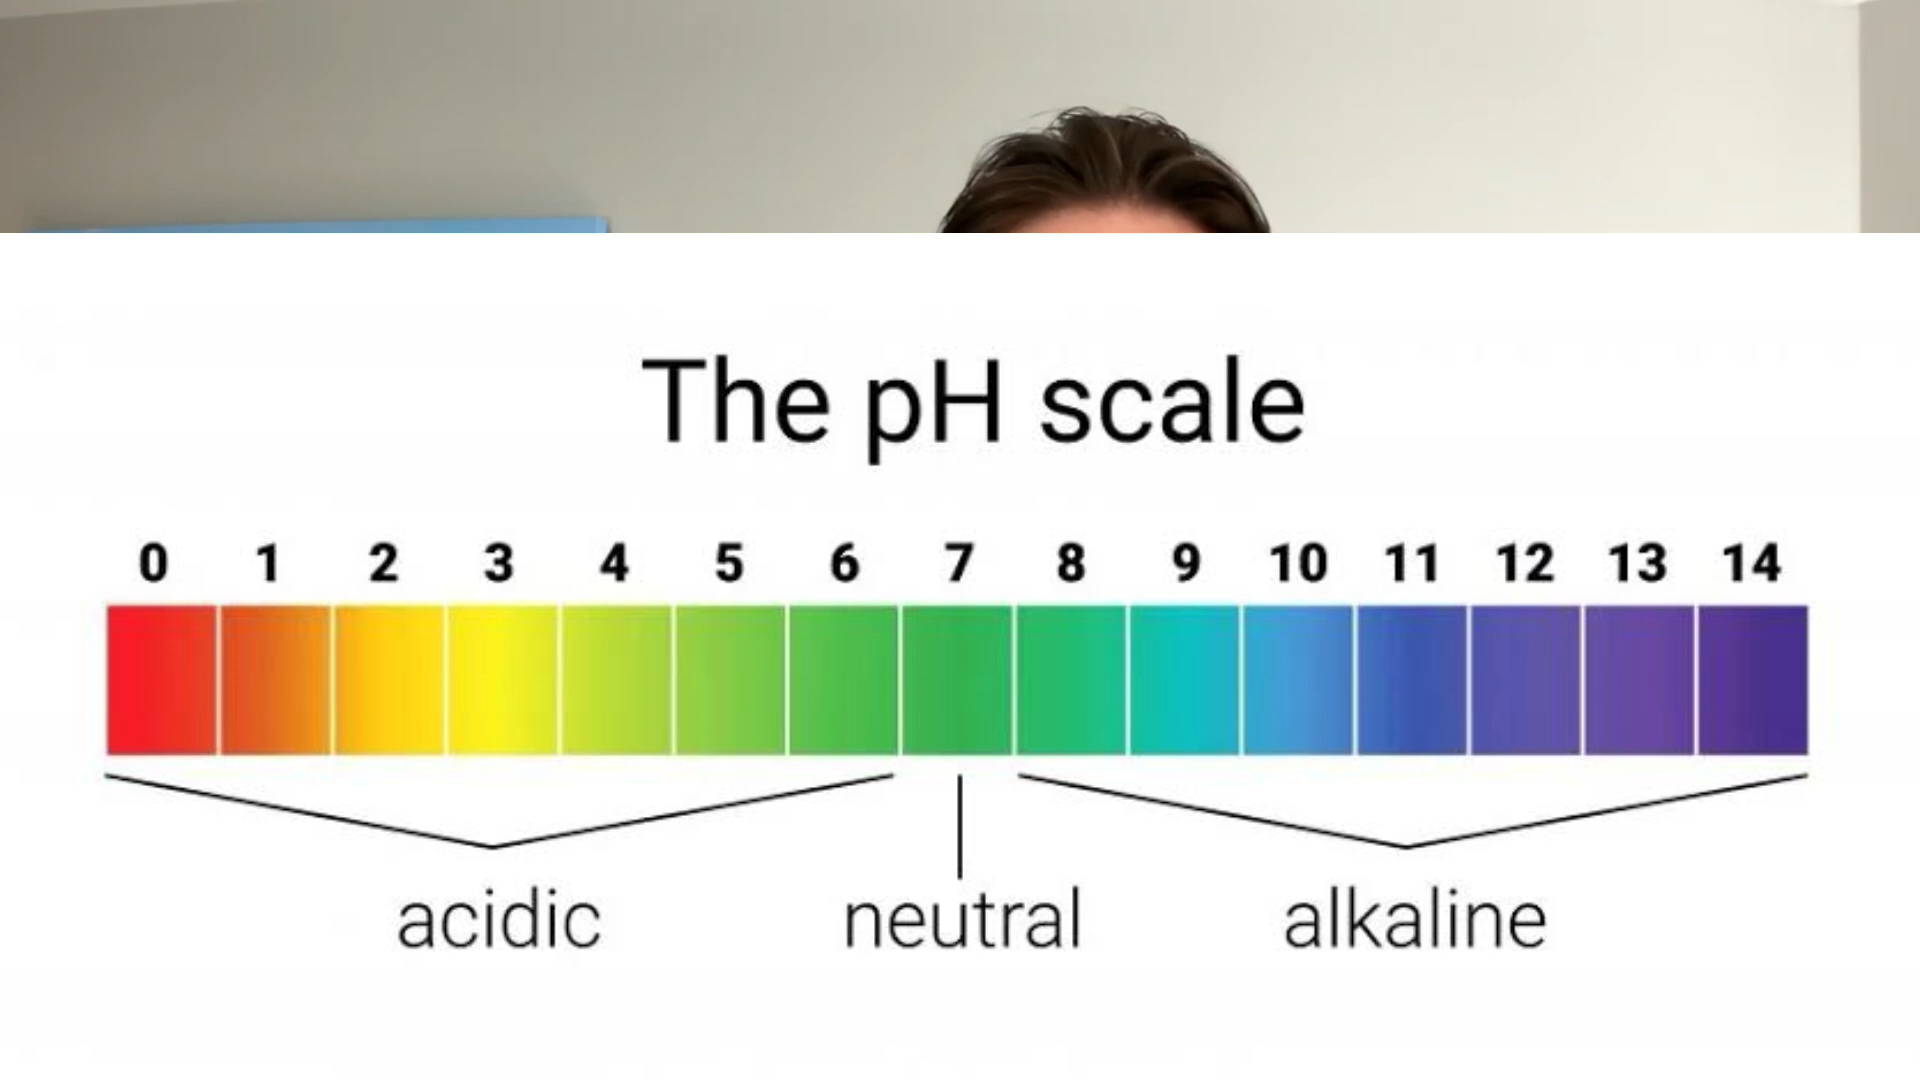 The pH scale
0 1 2 3 4 5 6 7 8 9 10 11 12 13 14
acidic neutral alkaline